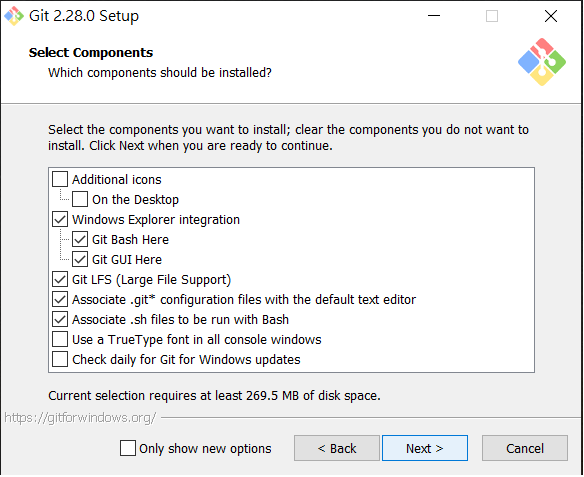 Git 2.28.0 Setup
Select Components
Which components should be installed?
Select the components you want to install; clear the components you do not want to
install. Click Next when you are ready to continue.
Additional icons
On the Desktop
Windows Explorer integration
Git Bash Here
Git GUI Here
Git LFS (Large File Support)
Associate .git* configuration files with the default text editor
Associate .sh files to be run with Bash
Use a TrueType font in all console windows
Check daily for Git for Windows updates
Current selection requires at least 269.5 MB of disk space.
https://gitforwindows.org/
Only show new options
< Back
Next >
Cancel